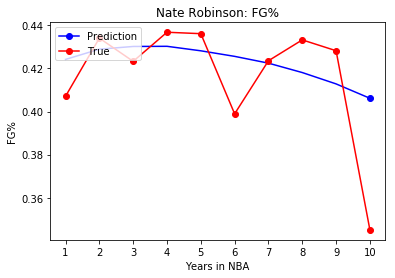 Nate Robinson: FG%
0.44
Prediction
True
0.42
0.40
FG%
0.38
0.36
1 2 3 4 5 6 7 8 9 10
Years in NBA